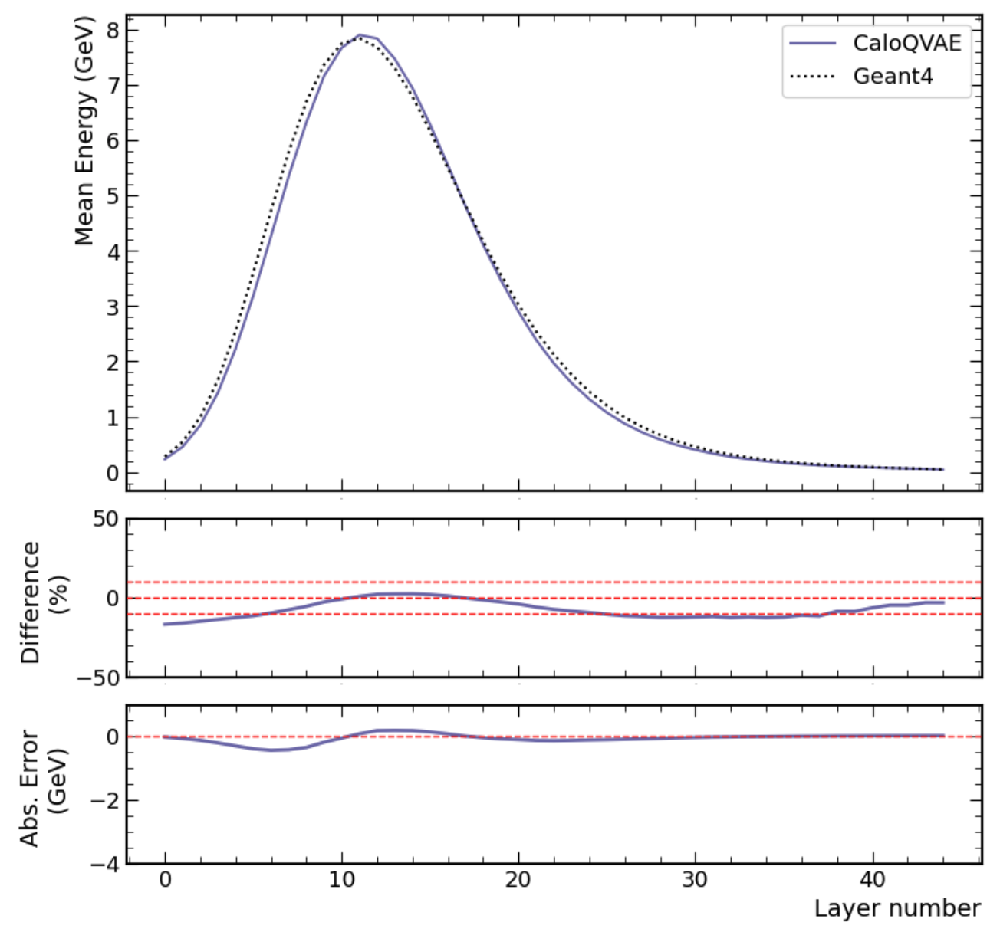 Mean Energy (GeV)
8
7
6
5
4
3
2
1
0
CaloQVAE
Geant4
Difference
(%)
50
0
−50
Abs. Error
(GeV)
0
−2
−4
0 10 20 30 40
Layer number